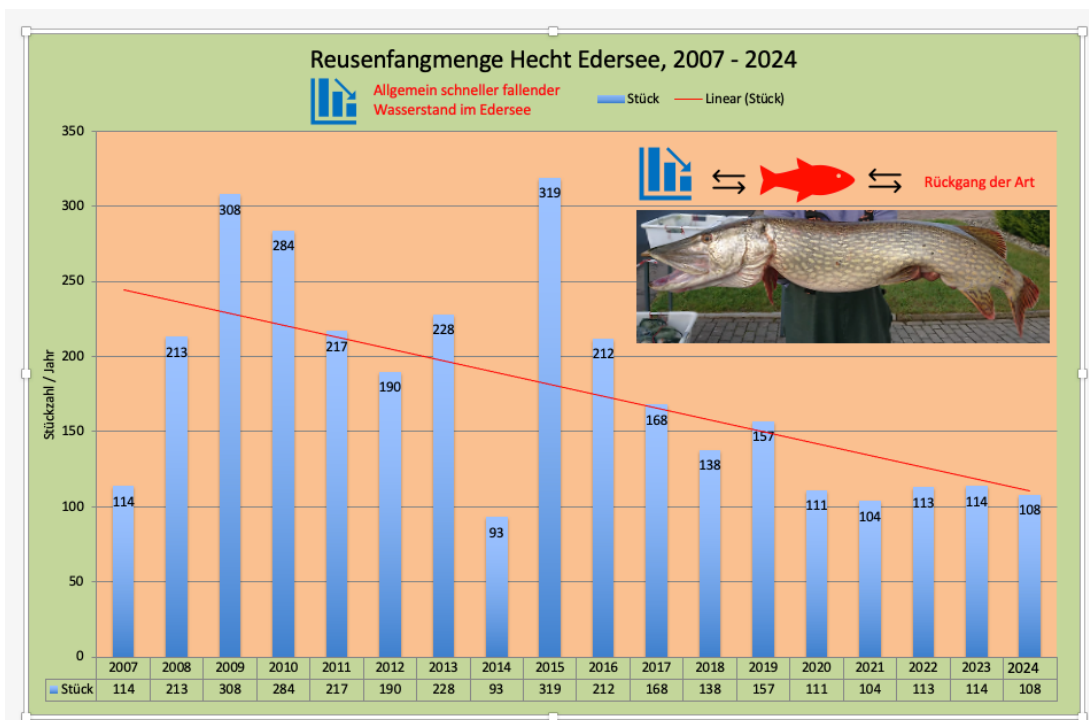 Reusenfangmenge Hecht Edersee, 2007 - 2024
Allgemein schneller fallender
Wasserstand im Edersee
Stück
Linear (Stück)
350
300
250
200
150
100
50
0
Stückzahl / Jahr
Rückgang der Art
114 213 308 284 217 190 228 93 319 212 168 138 157 111 104 113 114 108
2007 2008 2009 2010 2011 2012 2013 2014 2015 2016 2017 2018 2019 2020 2021 2022 2023 2024
Stück 114 213 308 284 217 190 228 93 319 212 168 138 157 111 104 113 114 108